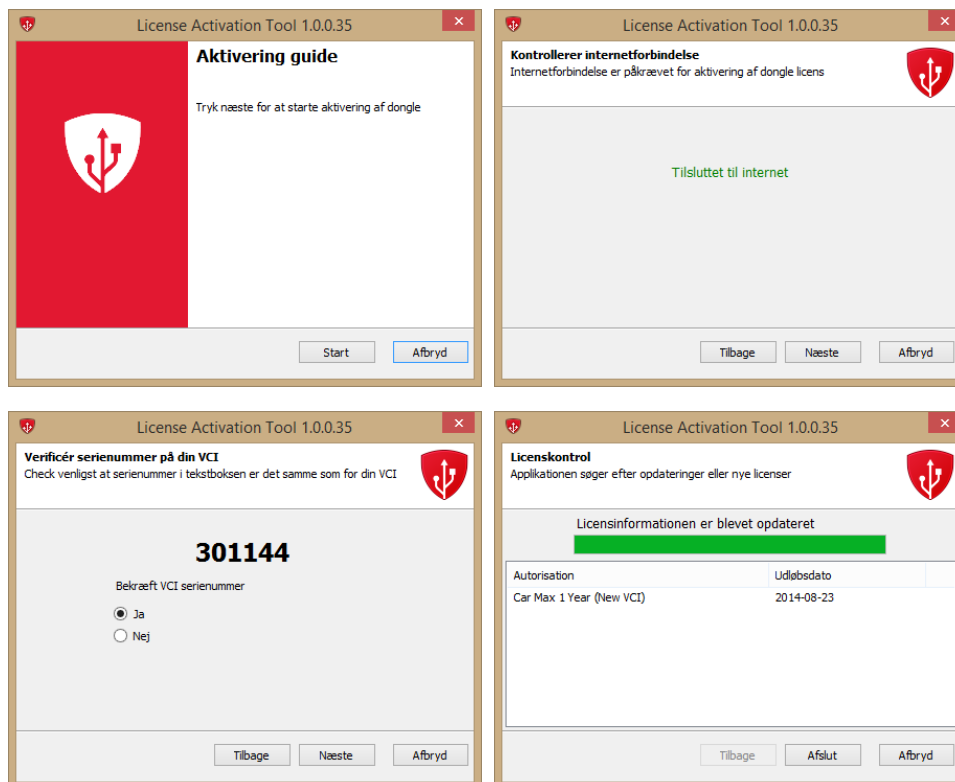 License Activation Tool 1.0.0.35
Aktivering guide
Tryk næste for at starte aktivering af dongle
Start
Afbryd
License Activation Tool 1.0.0.35
Kontrollerer internetforbindelse
Internetforbindelse er påkrævet for aktivering af dongle licens
Tilsluttet til internet
Tilbage
Næste
Afbryd
License Activation Tool 1.0.0.35
Verificér serienummer på din VCI
Check venligst at serienummer i tekstboksen er det samme som for din VCI
301144
Bekræft VCI serienummer
Ja
Nej
Tilbage
Næste
Afbryd
License Activation Tool 1.0.0.35
Licenskontrol
Applikationen søger efter opdateringer eller nye licenser
Licensinformationen er blevet opdateret
Autorisation Udløbsdato
Car Max 1 Year (New VCI) 2014-08-23
Tilbage
Afslut
Afbryd